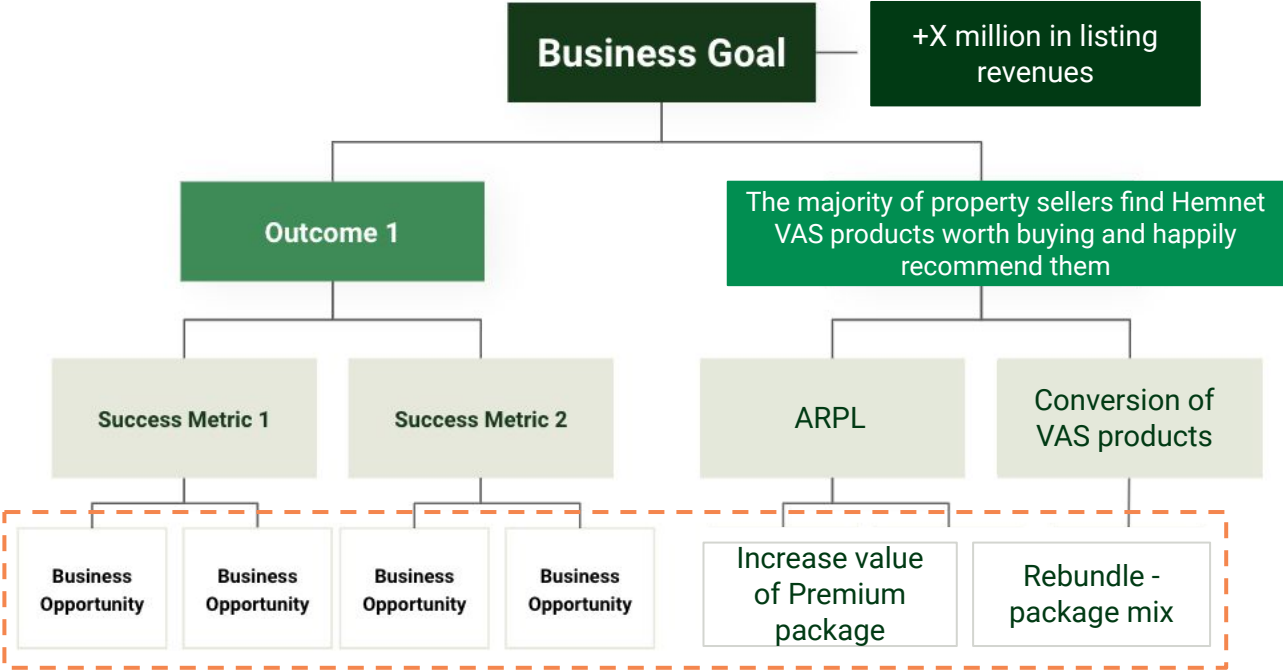 Business Goal
+X million in listing
revenues
Outcome 1
The majority of property sellers find Hemnet
VAS products worth buying and happily
recommend them
Success Metric 1
Success Metric 2
ARPL
Conversion of
VAS products
Business
Opportunity
Business
Opportunity
Business
Opportunity
Business
Opportunity
Increase value
of Premium
package
Rebundle -
package mix